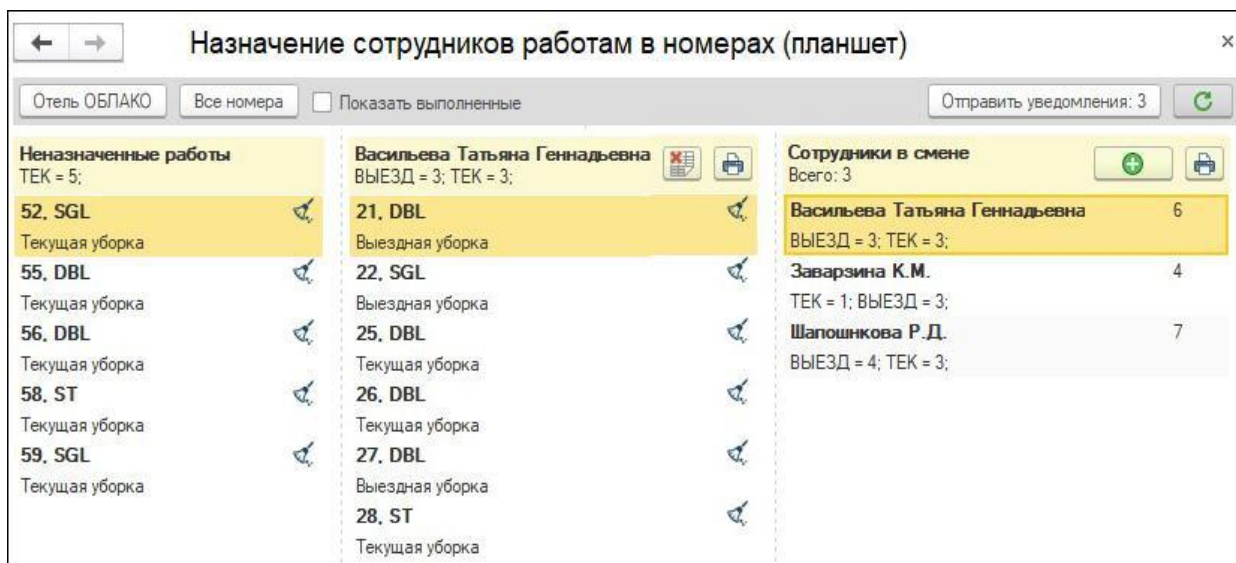 Назначение сотрудников работам в номерах (планшет)
Отель ОБЛАКО
Все номера
Показать выполненные
Отправить уведомления: 3
Неназначенные работы
ТЕК = 5;
52, SGL
Текущая уборка
55, DBL
Текущая уборка
56, DBL
Текущая уборка
58, ST
Текущая уборка
59, SGL
Текущая уборка
Васильева Татьяна Геннадьевна
ВЫЕЗД = 3; ТЕК = 3;
21, DBL
Выездная уборка
22, SGL
Выездная уборка
25, DBL
Текущая уборка
26, DBL
Текущая уборка
27, DBL
Выездная уборка
28, ST
Текущая уборка
Сотрудники в смене
Всего: 3
Васильева Татьяна Геннадьевна 6
ВЫЕЗД = 3; ТЕК = 3;
Заварзина К.М. 4
ТЕК = 1; ВЫЕЗД = 3;
Шапошнкова Р.Д. 7
ВЫЕЗД = 4; ТЕК = 3;